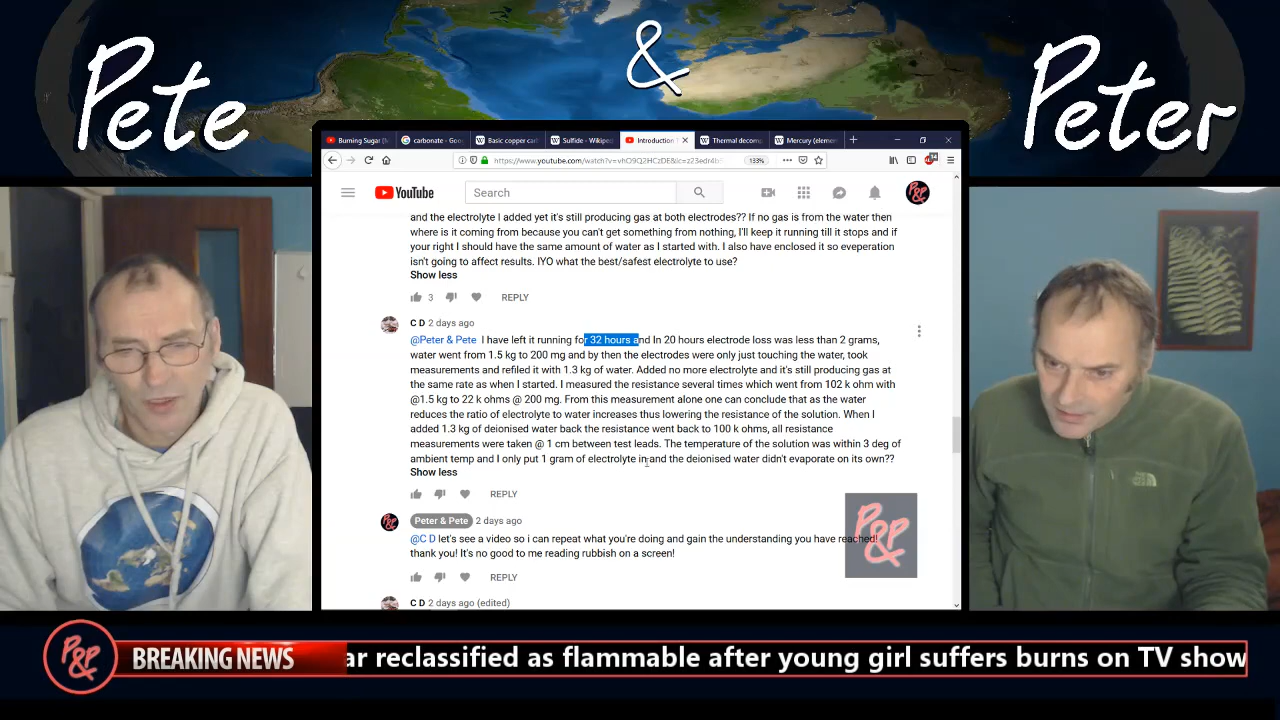 Pete & Peter
Burning Sugar (
carbonate - Goo
Basic copper car
Sulfide - Wikipe
Introduction
Thermal decom
Mercury (elemen
133%
YouTube
Search
and the electrolyte I added yet it's still producing gas at both electrodes?? If no gas is from the water then
where is it coming from because you can't get something from nothing, I'll keep it running till it stops and if
your right I should have the same amount of water as I started with. I also have enclosed it so eveperation
isn't going to affect results. IYO what the best/safest electrolyte to use?
Show less
3 REPLY
C D 2 days ago
@Peter & Pete I have left it running for 32 hours and In 20 hours electrode loss was less than 2 grams,
water went from 1.5 kg to 200 mg and by then the electrodes were only just touching the water, took
measurements and refiled it with 1.3 kg of water. Added no more electrolyte and it's still producing gas at
the same rate as when I started. I measured the resistance several times which went from 102 k ohm with
@1.5 kg to 22 k ohms @ 200 mg. From this measurement alone one can conclude that as the water
reduces the ratio of electrolyte to water increases thus lowering the resistance of the solution. When I
added 1.3 kg of deionised water back the resistance went back to 100 k ohms, all resistance
measurements were taken @ 1 cm between test leads. The temperature of the solution was within 3 deg of
ambient temp and I only put 1 gram of electrolyte in and the deionised water didn't evaporate on its own??
Show less
REPLY
Peter & Pete 2 days ago
@C D let's see a video so i can repeat what you're doing and gain the understanding you have reached!
thank you! It's no good to me reading rubbish on a screen!
REPLY
C D 2 days ago (edited)
P&P
P&P
BREAKING NEWS
ar reclassified as flammable after young girl suffers burns on TV show